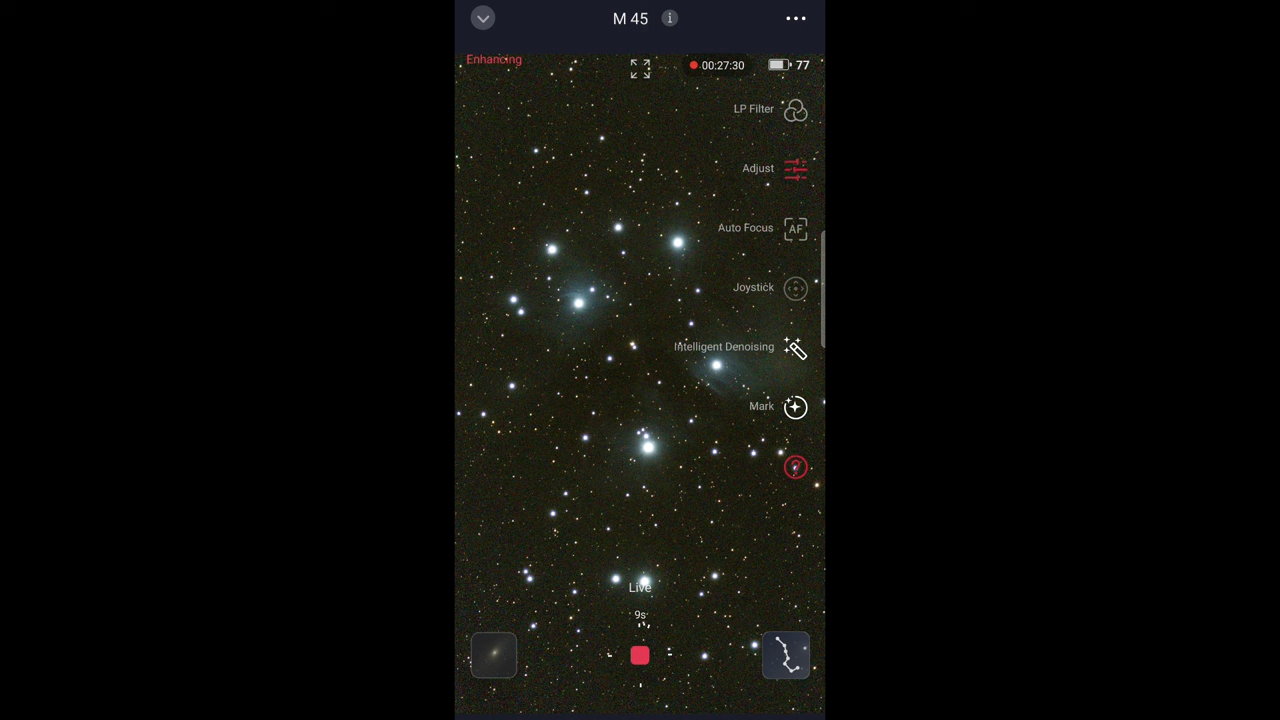 M 45
Enhancing
00:27:30
77
LP Filter
Adjust
Auto Focus
AF
Joystick
Intelligent Denoising
Mark
Live
9s